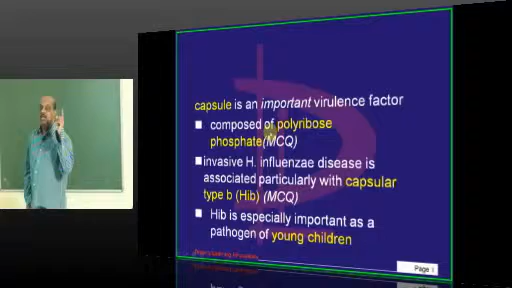 capsule is an important virulence factor
composed of polyribose
phosphate(MCQ)
invasive H. influenzae disease is
associated particularly with capsular
type b (Hib) (MCQ)
Hib is especially important as a
pathogen of young children
Page